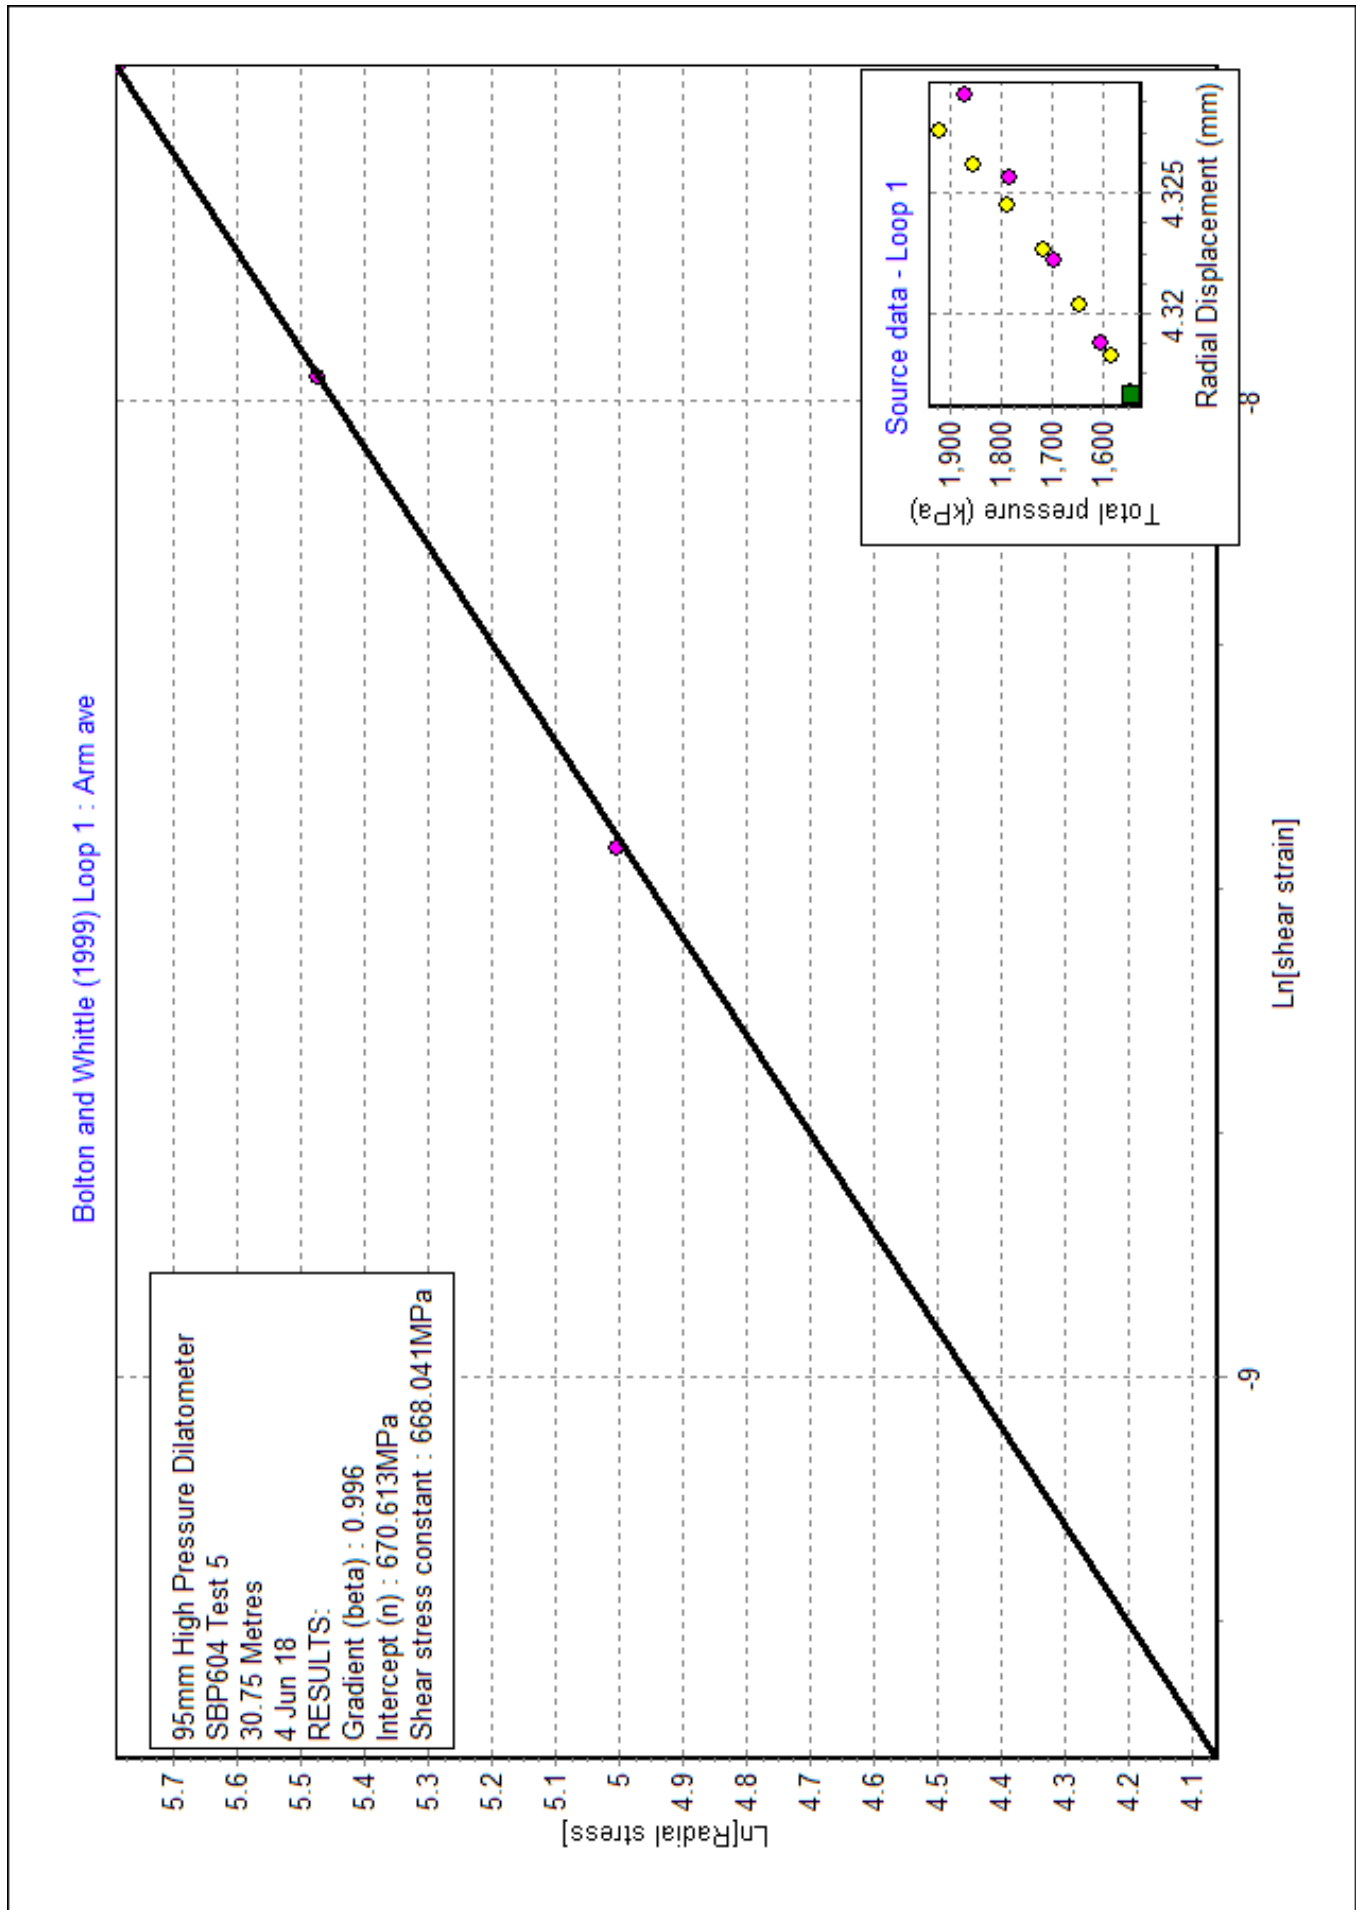 Bolton and Whittle (1999) Loop 1 : Arm ave
95mm High Pressure Dilatometer
SBP604 Test 5
30.75 Metres
4 Jun 18
RESULTS:
Gradient (beta) : 0.996
Intercept (n) : 670.613MPa
Shear stress constant : 668.041MPa
Ln[Radial stress]
5.7
5.6
5.5
5.4
5.3
5.2
5.1
5
4.9
4.8
4.7
4.6
4.5
4.4
4.3
4.2
4.1
-9
-8
Ln[shear strain]
Source data - Loop 1
Total pressure (kPa)
1,900
1,800
1,700
1,600
4.32
4.325
Radial Displacement (mm)